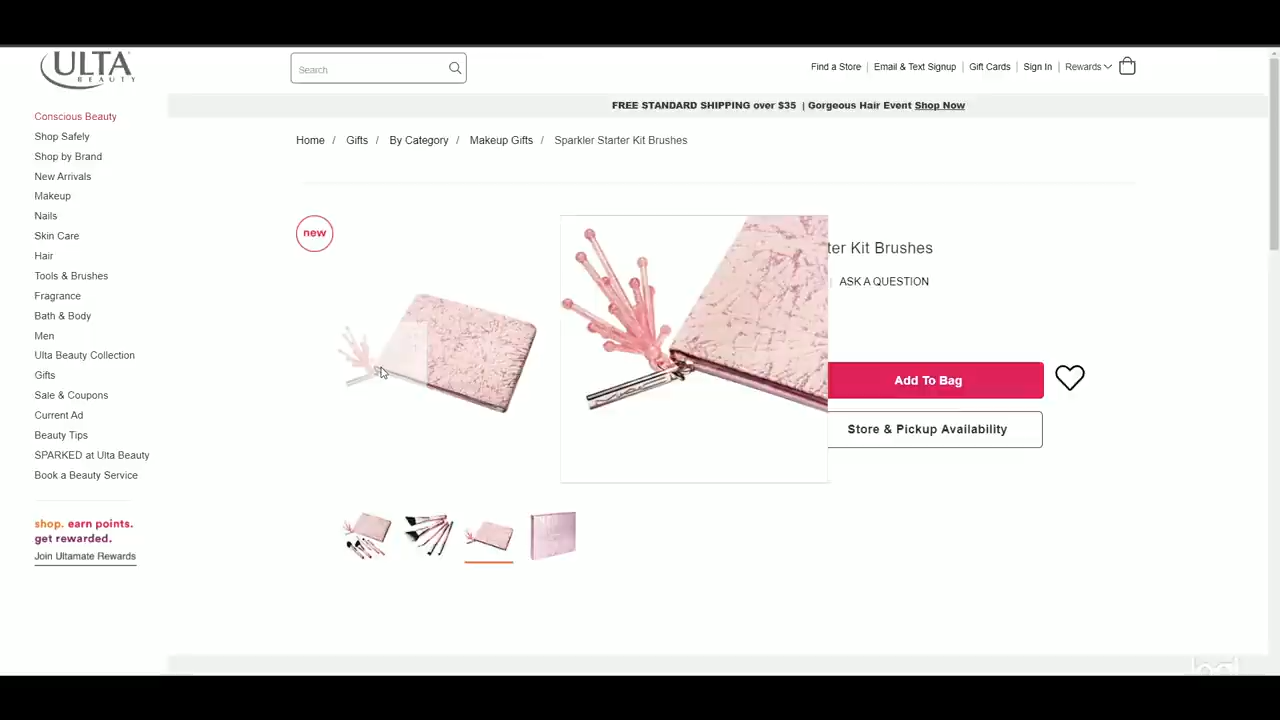 ULTA
BEAUTY
Search
Find a Store
Email & Text Signup
Gift Cards
Sign In
Rewards
FREE STANDARD SHIPPING over $35 | Gorgeous Hair Event Shop Now
Conscious Beauty
Shop Safely
Shop by Brand
New Arrivals
Makeup
Nails
Skin Care
Hair
Tools & Brushes
Fragrance
Bath & Body
Men
Ulta Beauty Collection
Gifts
Sale & Coupons
Current Ad
Beauty Tips
SPARKED at Ulta Beauty
Book a Beauty Service
shop. earn points.
get rewarded.
Join Ultamate Rewards
Home / Gifts / By Category / Makeup Gifts / Sparkler Starter Kit Brushes
new
ter Kit Brushes
ASK A QUESTION
Add To Bag
Store & Pickup Availability